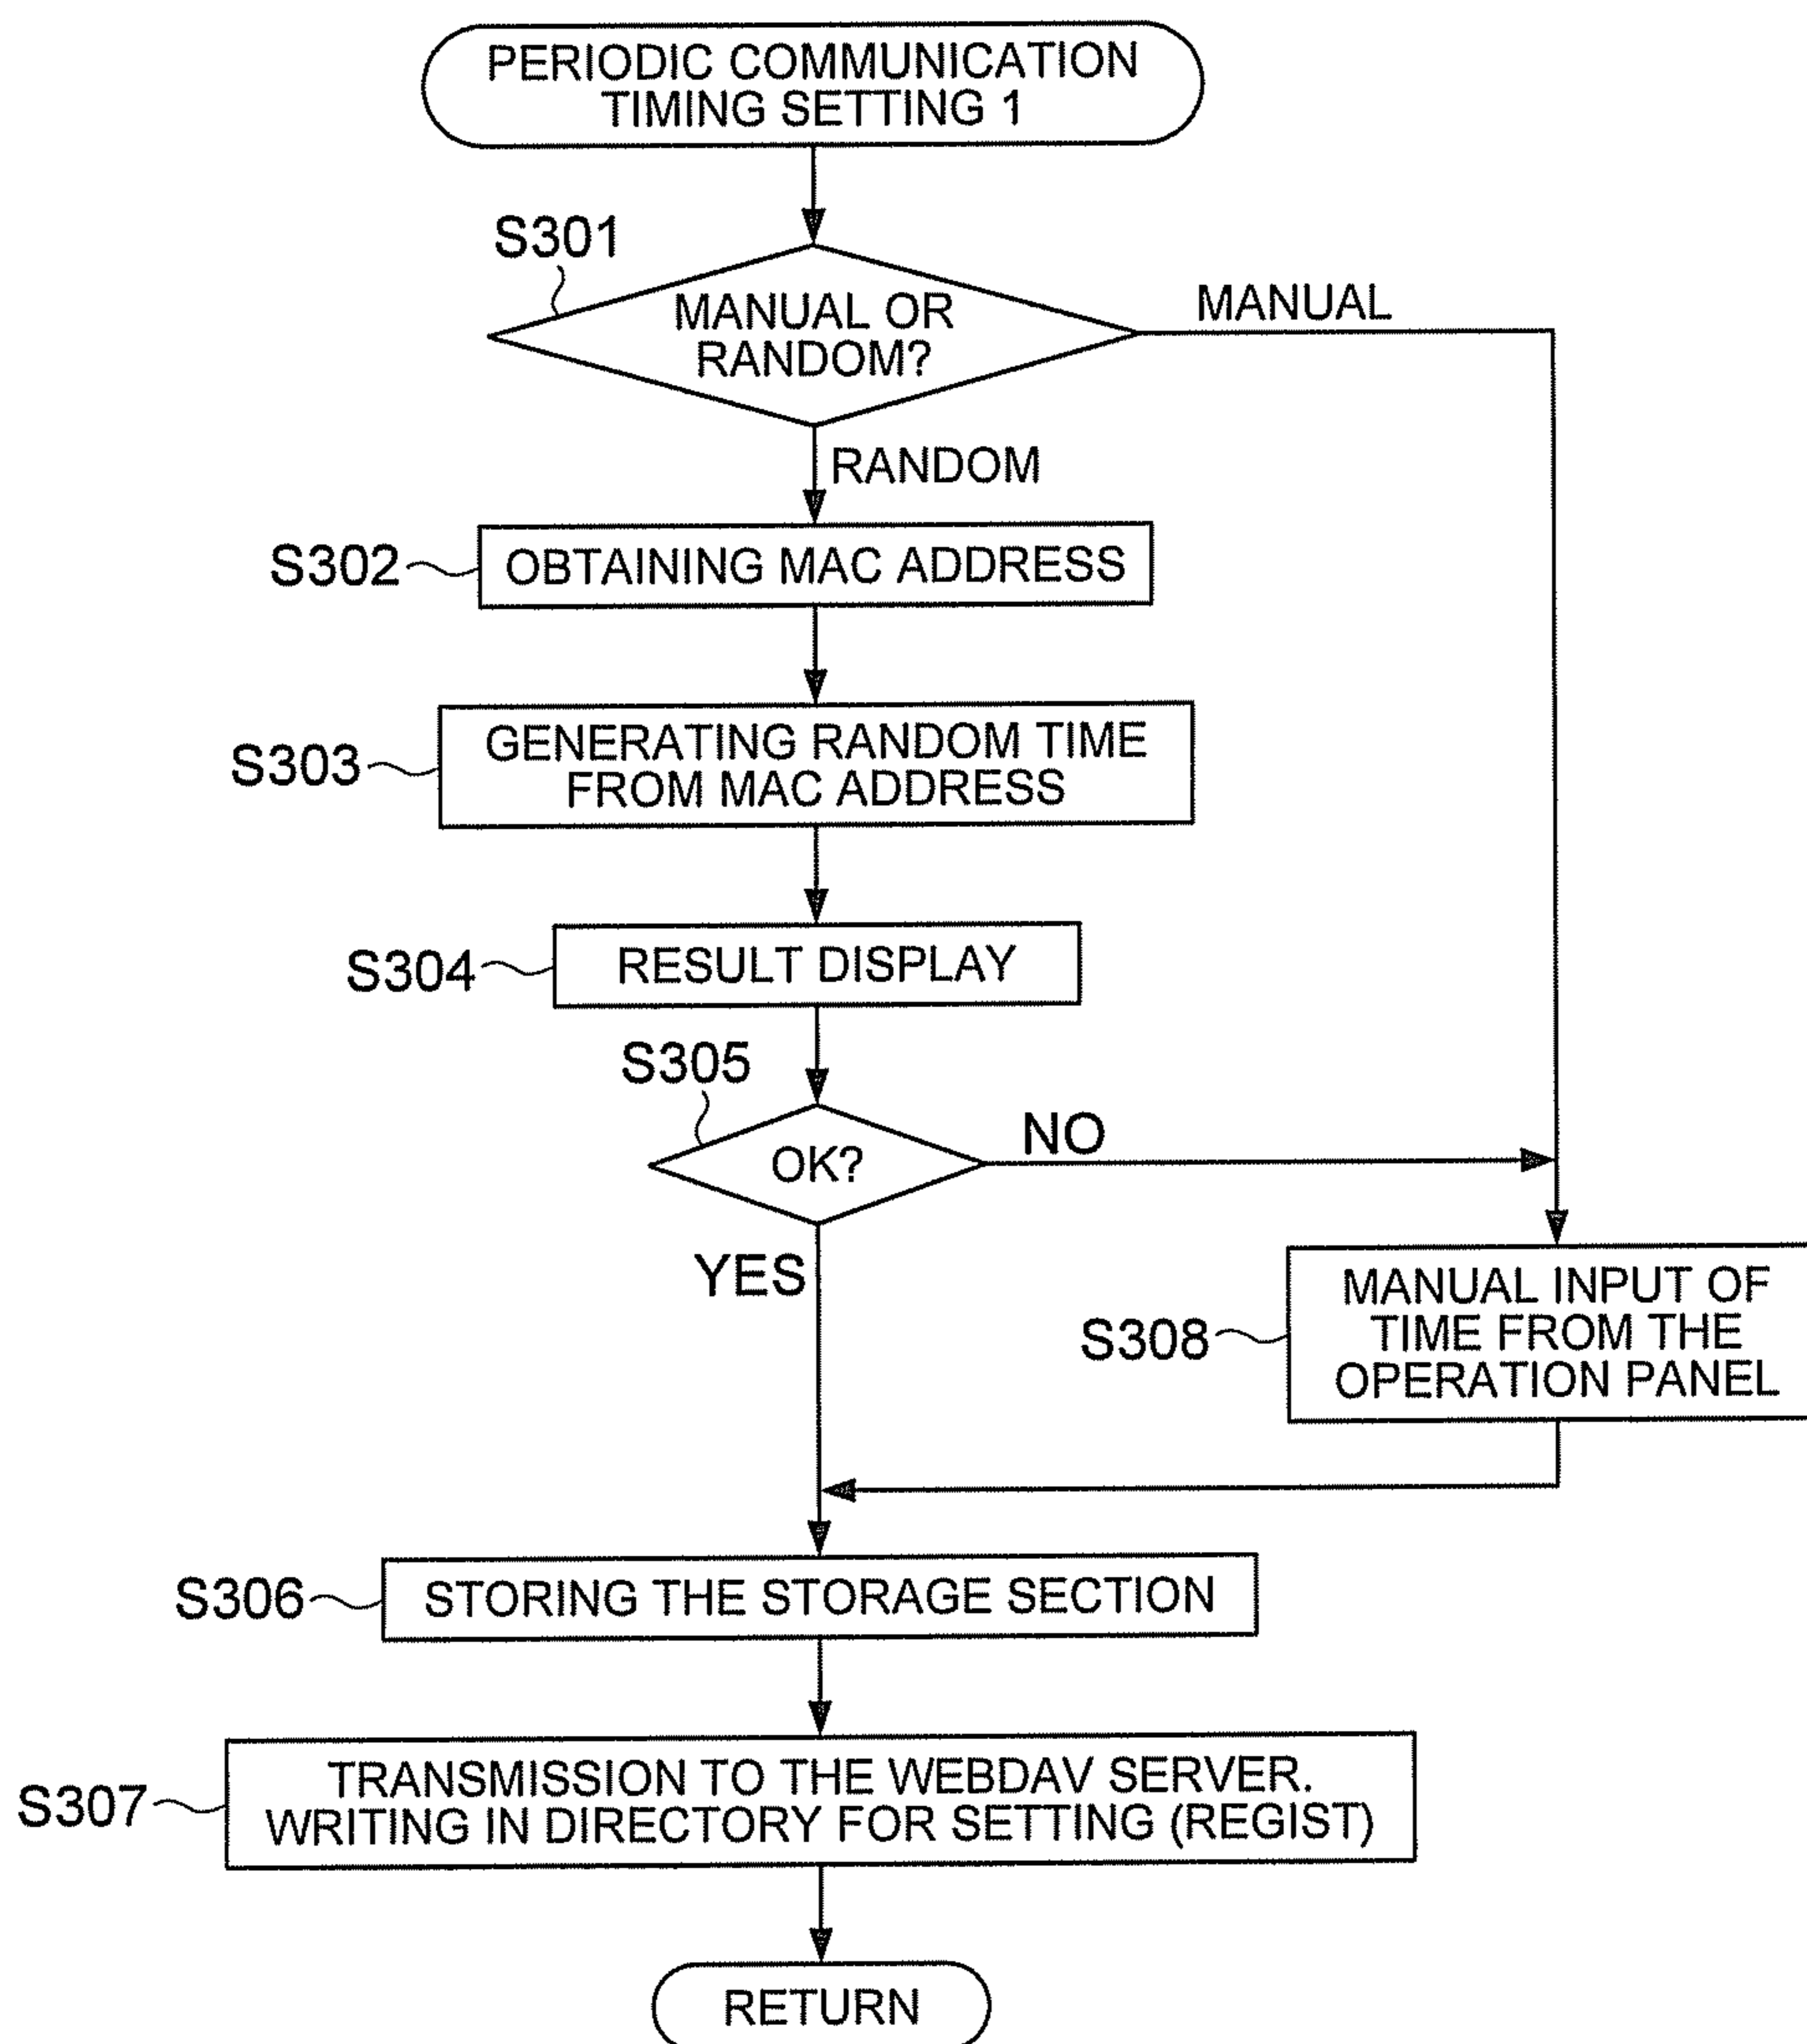 PERIODIC COMMUNICATION
TIMING SETTING 1
S301
MANUAL OR
RANDOM?
MANUAL
RANDOM
S302
OBTAINING MAC ADDRESS
S303
GENERATING RANDOM TIME
FROM MAC ADDRESS
S304
RESULT DISPLAY
S305
OK?
NO
YES
S308
MANUAL INPUT OF
TIME FROM THE
OPERATION PANEL
S306
STORING THE STORAGE SECTION
S307
TRANSMISSION TO THE WEBDAV SERVER.
WRITING IN DIRECTORY FOR SETTING (REGIST)
RETURN